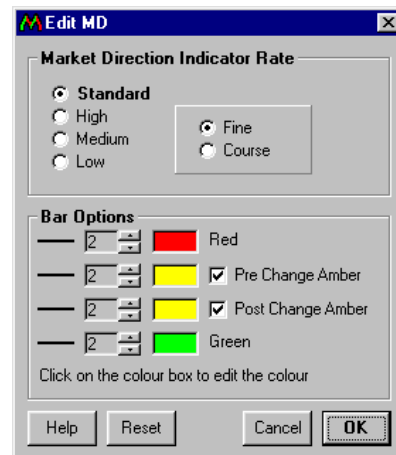 Edit MD
Market Direction Indicator Rate
Standard
High
Medium
Low
Fine
Course
Bar Options
2 Red
2 Pre Change Amber
2 Post Change Amber
2 Green
Click on the colour box to edit the colour
Help Reset Cancel OK